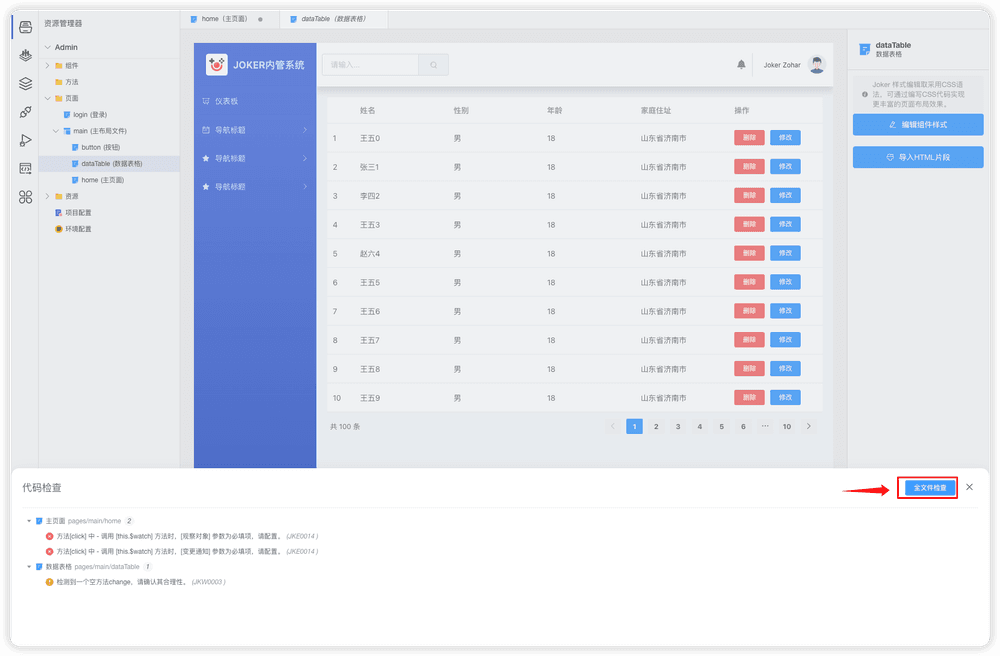 资源管理器
Admin
组件
方法
页面
login (登录)
main (主布局文件)
button (按钮)
dataTable (数据表格)
home (主页面)
资源
项目配置
环境配置
home（主页面）
dataTable（数据表格）
JOKER内管系统
仪表板
导航标题
导航标题
导航标题
请输入...
Joker Zohar
姓名 性别 年龄 家庭住址 操作
1 王五0 男 18 山东省济南市 删除 修改
2 张三1 男 18 山东省济南市 删除 修改
3 李四2 男 18 山东省济南市 删除 修改
4 王五3 男 18 山东省济南市 删除 修改
5 赵六4 男 18 山东省济南市 删除 修改
6 王五5 男 18 山东省济南市 删除 修改
7 王五6 男 18 山东省济南市 删除 修改
8 王五7 男 18 山东省济南市 删除 修改
9 王五8 男 18 山东省济南市 删除 修改
10 王五9 男 18 山东省济南市 删除 修改
共 100 条 1 2 3 4 5 6 ··· 10
dataTable
数据表格
Joker 样式编辑取采用CSS语
法，可通过编写CSS代码实现
更丰富的页面布局效果。
编辑组件样式
导入HTML片段
代码检查
全文件检查
主页面 pages/main/home 2
方法[click] 中 - 调用 [this.$watch] 方法时，[观察对象] 参数为必填项，请配置。 (JKE0014 )
方法[click] 中 - 调用 [this.$watch] 方法时，[变更通知] 参数为必填项，请配置。 (JKE0014 )
数据表格 pages/main/dataTable 1
检测到一个空方法change，请确认其合理性。 (JKW0003 )